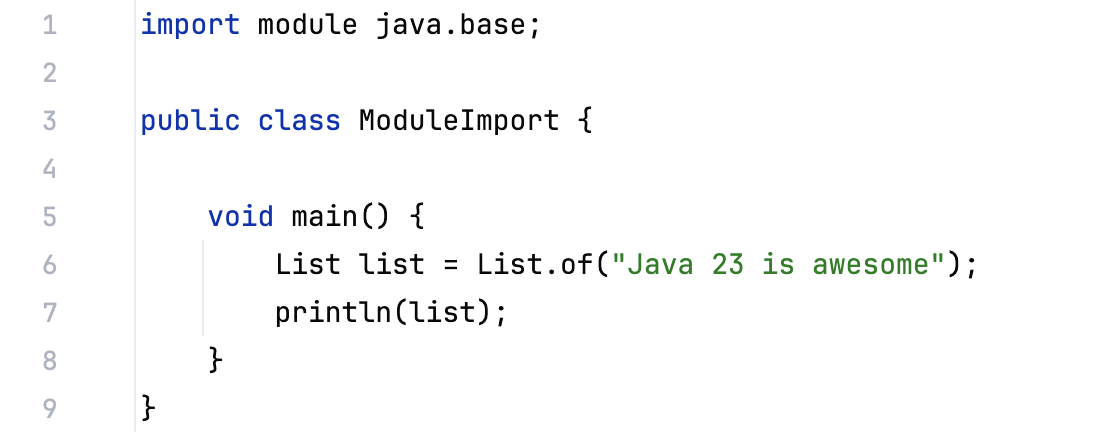 1 import module java.base;
2
3 public class ModuleImport {
4
5     void main() {
6         List list = List.of("Java 23 is awesome");
7         println(list);
8     }
9 }